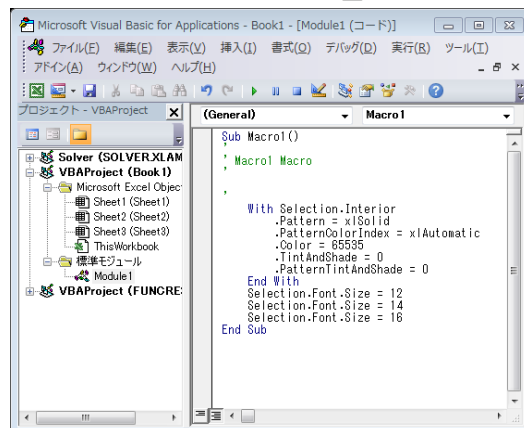 Microsoft Visual Basic for Applications - Book1 - [Module1 (コード)]
ファイル(F) 編集(E) 表示(V) 挿入(I) 書式(O) デバッグ(D) 実行(R) ツール(T)
アドイン(A) ウィンドウ(W) ヘルプ(H)
プロジェクト - VBAProject
Solver (SOLVER.XLAM
VBAProject (Book1)
Microsoft Excel Objec
Sheet1 (Sheet1)
Sheet2 (Sheet2)
Sheet3 (Sheet3)
ThisWorkbook
標準モジュール
Module1
VBAProject (FUNCRE
(General) Macro1
Sub Macro1()
'
' Macro1 Macro
'
'
With Selection.Interior
.Pattern = xlSolid
.PatternColorIndex = xlAutomatic
.Color = 65535
.TintAndShade = 0
.PatternTintAndShade = 0
End With
Selection.Font.Size = 12
Selection.Font.Size = 14
Selection.Font.Size = 16
End Sub